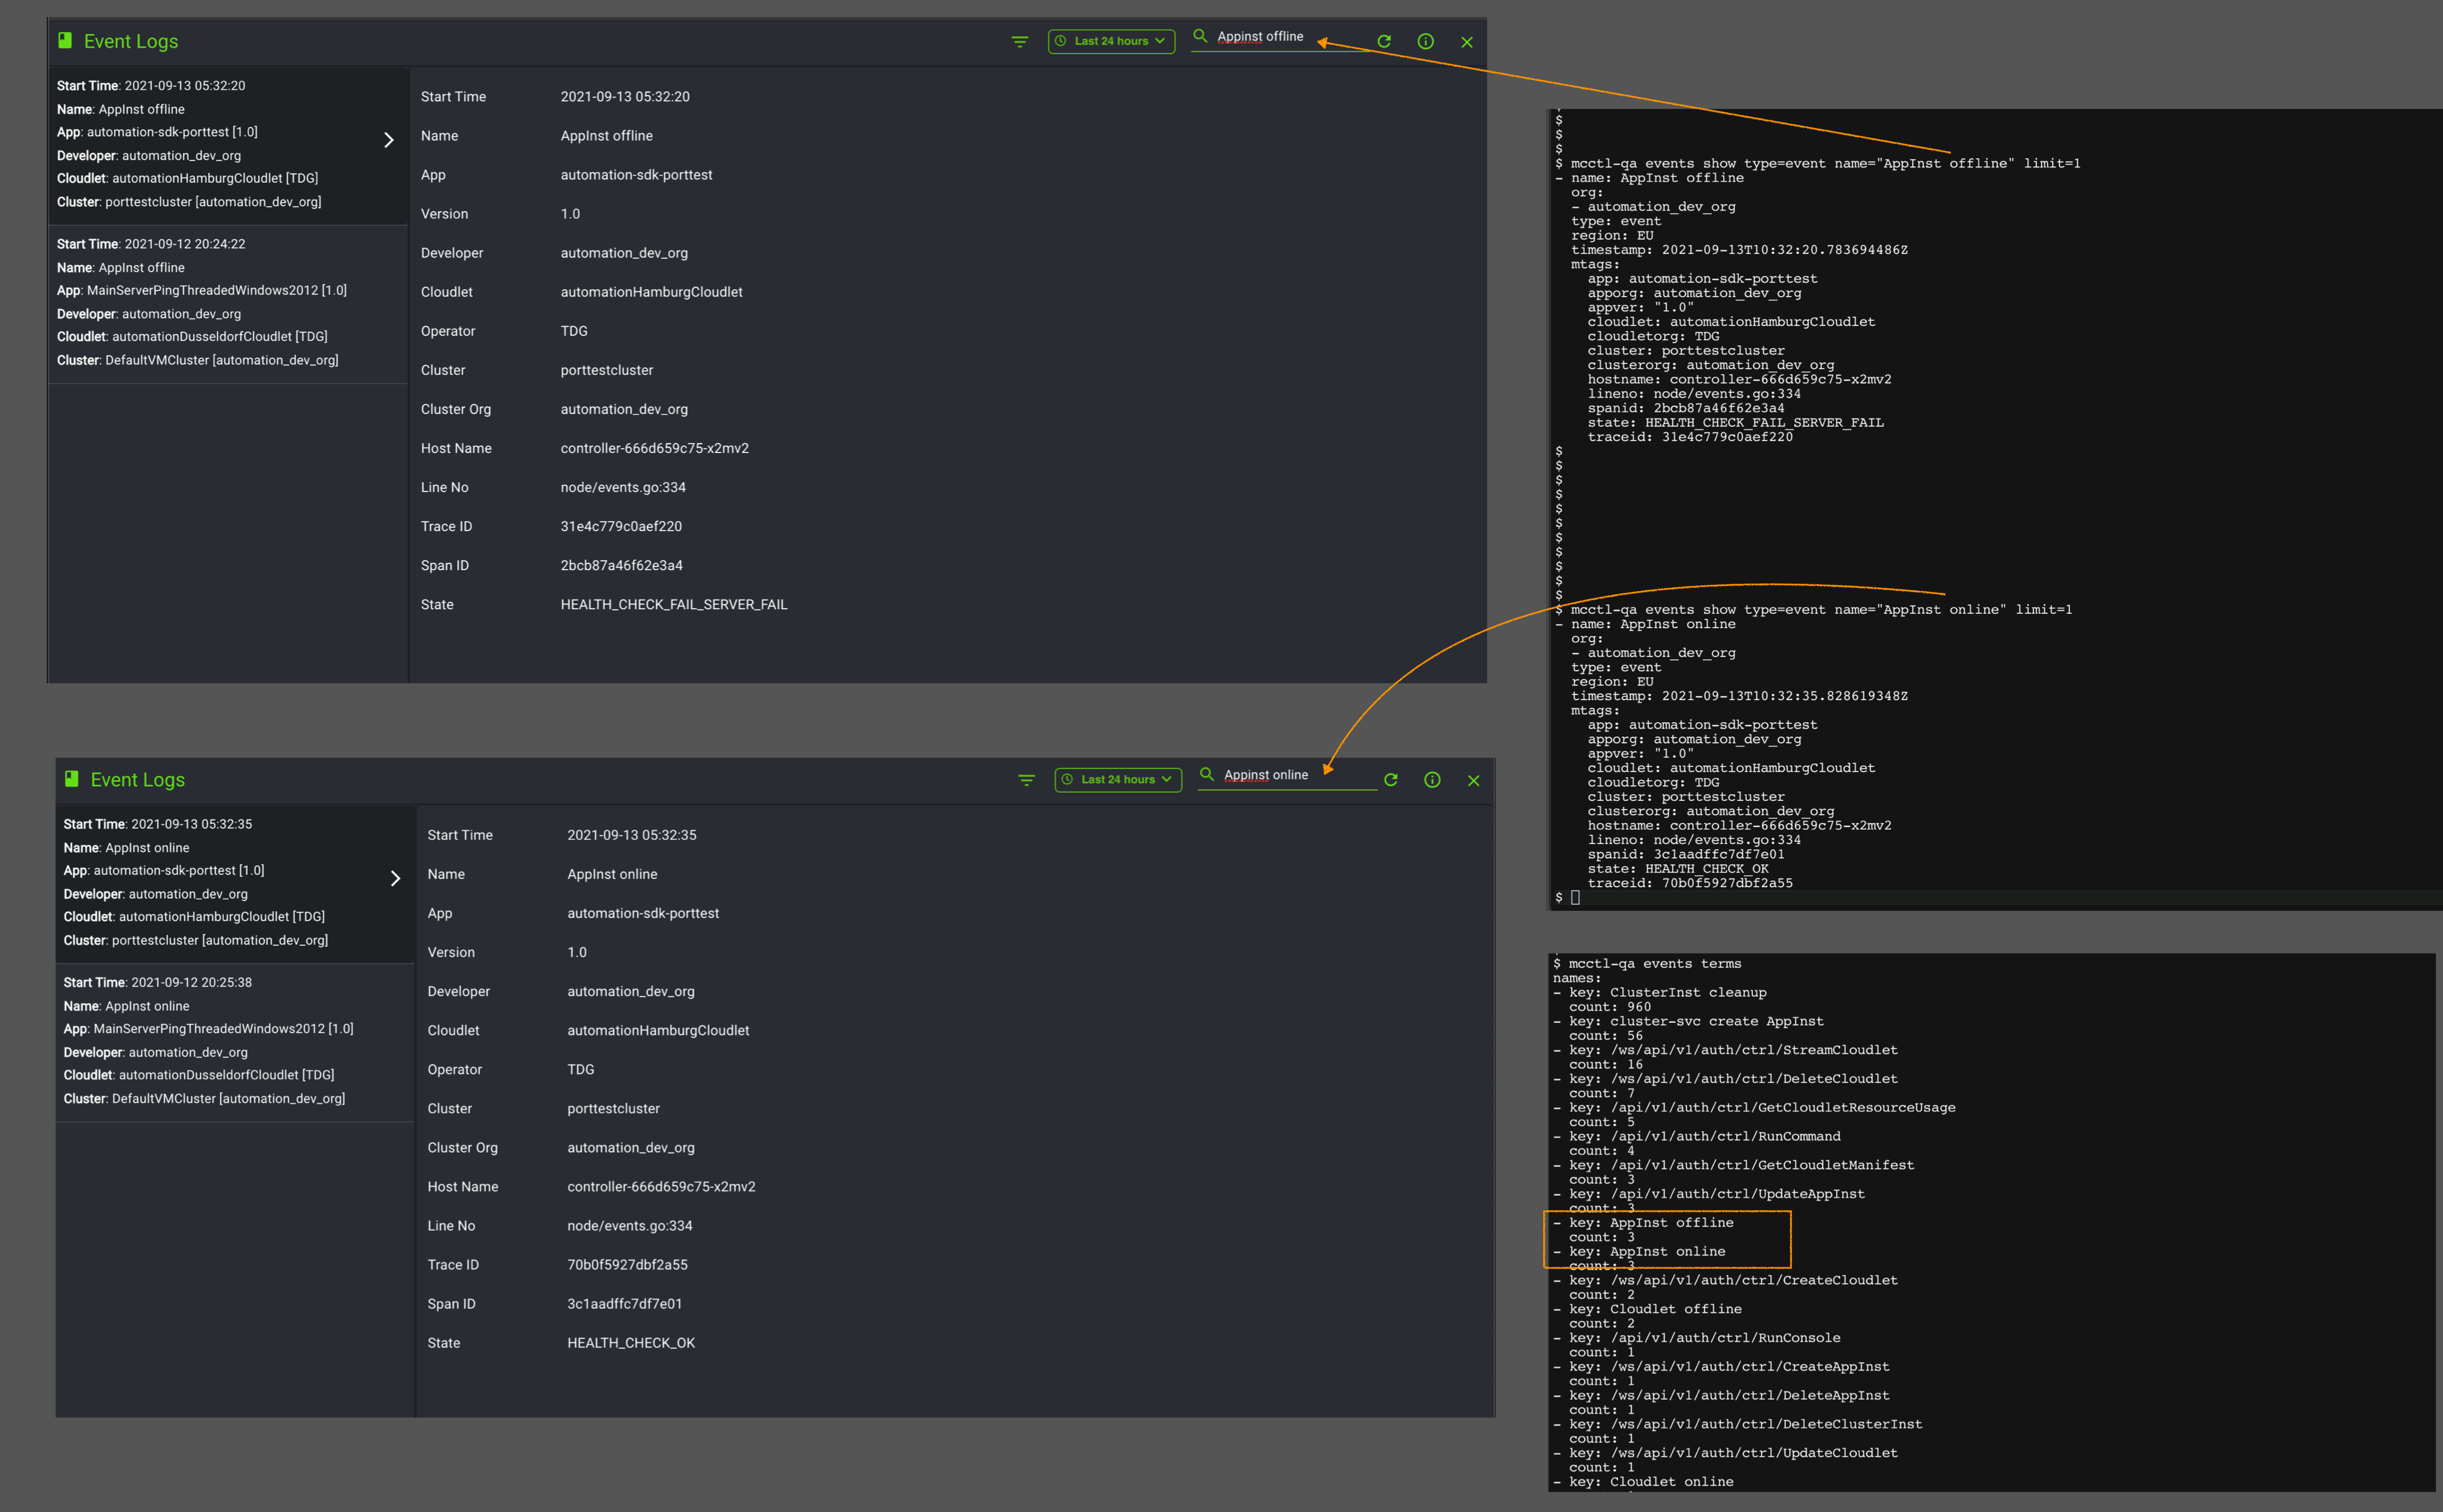 Event Logs
Last 24 hours
Appinst offline
Start Time: 2021-09-13 05:32:20
Name: AppInst offline
App: automation-sdk-porttest [1.0]
Developer: automation_dev_org
Cloudlet: automationHamburgCloudlet [TDG]
Cluster: porttestcluster [automation_dev_org]
Start Time: 2021-09-12 20:24:22
Name: AppInst offline
App: MainServerPingThreadedWindows2012 [1.0]
Developer: automation_dev_org
Cloudlet: automationDusseldorfCloudlet [TDG]
Cluster: DefaultVMCluster [automation_dev_org]
Start Time 2021-09-13 05:32:20
Name AppInst offline
App automation-sdk-porttest
Version 1.0
Developer automation_dev_org
Cloudlet automationHamburgCloudlet
Operator TDG
Cluster porttestcluster
Cluster Org automation_dev_org
Host Name controller-666d659c75-x2mv2
Line No node/events.go:334
Trace ID 31e4c779c0aef220
Span ID 2bcb87a46f62e3a4
State HEALTH_CHECK_FAIL_SERVER_FAIL
$
$
$
$ mcctl-qa events show type=event name="AppInst offline" limit=1
- name: AppInst offline
org:
- automation_dev_org
type: event
region: EU
timestamp: 2021-09-13T10:32:20.783694486Z
mtags:
app: automation-sdk-porttest
apporg: automation_dev_org
appver: "1.0"
cloudlet: automationHamburgCloudlet
cloudletorg: TDG
cluster: porttestcluster
clusterorg: automation_dev_org
hostname: controller-666d659c75-x2mv2
lineno: node/events.go:334
spanid: 2bcb87a46f62e3a4
state: HEALTH_CHECK_FAIL_SERVER_FAIL
traceid: 31e4c779c0aef220
$
$
$
$
$
$
$
$
$
$
$
$ mcctl-qa events show type=event name="AppInst online" limit=1
- name: AppInst online
org:
- automation_dev_org
type: event
region: EU
timestamp: 2021-09-13T10:32:35.828619348Z
mtags:
app: automation-sdk-porttest
apporg: automation_dev_org
appver: "1.0"
cloudlet: automationHamburgCloudlet
cloudletorg: TDG
cluster: porttestcluster
clusterorg: automation_dev_org
hostname: controller-666d659c75-x2mv2
lineno: node/events.go:334
spanid: 3c1aadffc7df7e01
state: HEALTH_CHECK_OK
traceid: 70b0f5927dbf2a55
$
Event Logs
Last 24 hours
Appinst online
Start Time: 2021-09-13 05:32:35
Name: AppInst online
App: automation-sdk-porttest [1.0]
Developer: automation_dev_org
Cloudlet: automationHamburgCloudlet [TDG]
Cluster: porttestcluster [automation_dev_org]
Start Time: 2021-09-12 20:25:38
Name: AppInst online
App: MainServerPingThreadedWindows2012 [1.0]
Developer: automation_dev_org
Cloudlet: automationDusseldorfCloudlet [TDG]
Cluster: DefaultVMCluster [automation_dev_org]
Start Time 2021-09-13 05:32:35
Name AppInst online
App automation-sdk-porttest
Version 1.0
Developer automation_dev_org
Cloudlet automationHamburgCloudlet
Operator TDG
Cluster porttestcluster
Cluster Org automation_dev_org
Host Name controller-666d659c75-x2mv2
Line No node/events.go:334
Trace ID 70b0f5927dbf2a55
Span ID 3c1aadffc7df7e01
State HEALTH_CHECK_OK
$ mcctl-qa events terms
names:
- key: ClusterInst cleanup
count: 960
- key: cluster-svc create AppInst
count: 56
- key: /ws/api/v1/auth/ctrl/StreamCloudlet
count: 16
- key: /ws/api/v1/auth/ctrl/DeleteCloudlet
count: 7
- key: /api/v1/auth/ctrl/GetCloudletResourceUsage
count: 5
- key: /api/v1/auth/ctrl/RunCommand
count: 4
- key: /api/v1/auth/ctrl/GetCloudletManifest
count: 3
- key: /api/v1/auth/ctrl/UpdateAppInst
count: 3
- key: AppInst offline
count: 3
- key: AppInst online
count: 3
- key: /ws/api/v1/auth/ctrl/CreateCloudlet
count: 2
- key: Cloudlet offline
count: 2
- key: /api/v1/auth/ctrl/RunConsole
count: 1
- key: /ws/api/v1/auth/ctrl/CreateAppInst
count: 1
- key: /ws/api/v1/auth/ctrl/DeleteAppInst
count: 1
- key: /ws/api/v1/auth/ctrl/DeleteClusterInst
count: 1
- key: /ws/api/v1/auth/ctrl/UpdateCloudlet
count: 1
- key: Cloudlet online